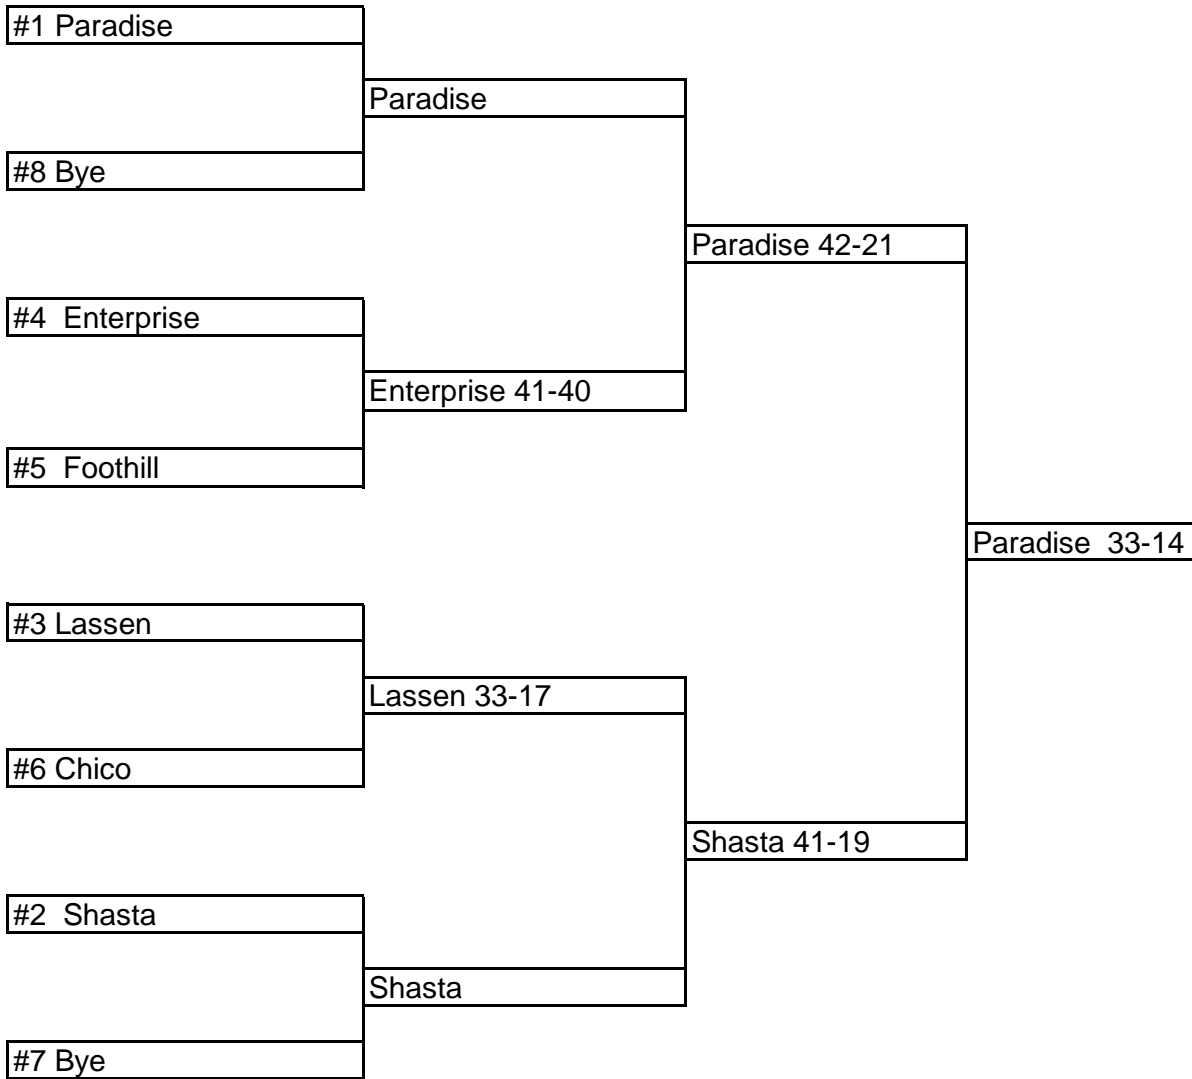 #1 Paradise
Paradise
#8 Bye
Paradise 42-21
#4  Enterprise
Enterprise 41-40
#5  Foothill
Paradise  33-14
#3 Lassen
Lassen 33-17
#6 Chico
Shasta 41-19
#2  Shasta
Shasta
#7 Bye